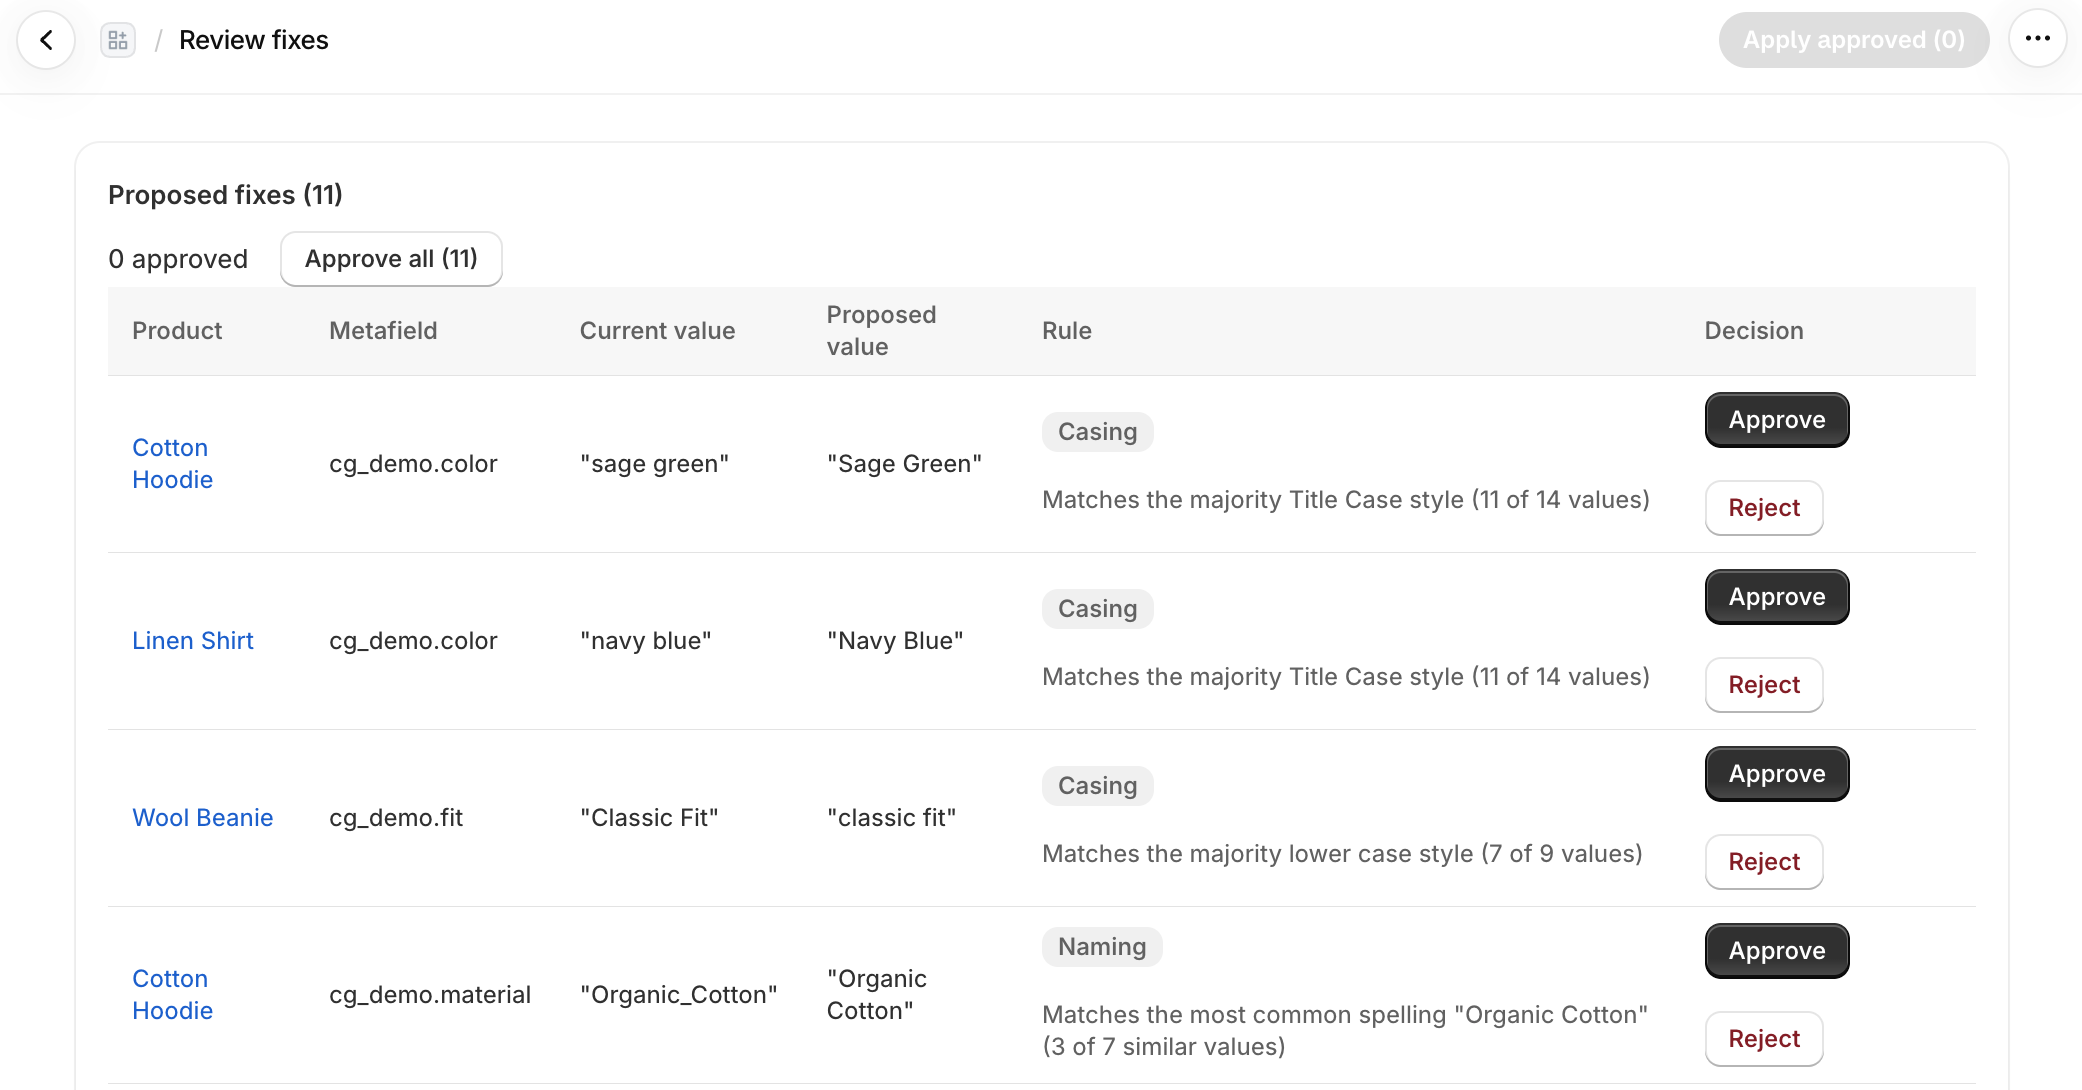 / Review fixes
Apply approved (0)
Proposed fixes (11)
0 approved
Approve all (11)
Product Metafield Current value Proposed value Rule Decision
Cotton Hoodie cg_demo.color "sage green" "Sage Green" Casing
Matches the majority Title Case style (11 of 14 values)
Approve
Reject
Linen Shirt cg_demo.color "navy blue" "Navy Blue" Casing
Matches the majority Title Case style (11 of 14 values)
Approve
Reject
Wool Beanie cg_demo.fit "Classic Fit" "classic fit" Casing
Matches the majority lower case style (7 of 9 values)
Approve
Reject
Cotton Hoodie cg_demo.material "Organic_Cotton" "Organic Cotton" Naming
Matches the most common spelling "Organic Cotton"
(3 of 7 similar values)
Approve
Reject